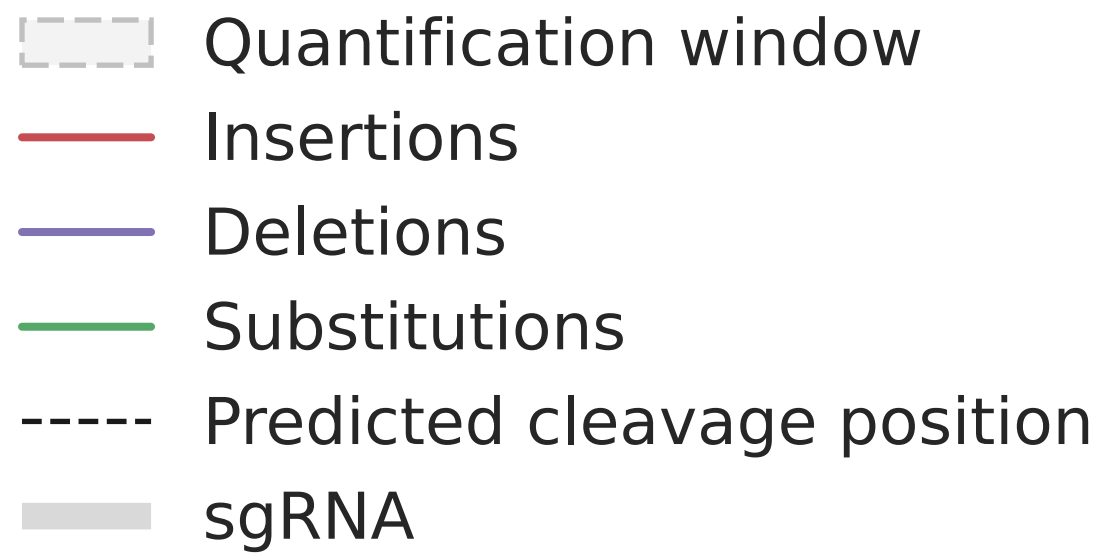 Quantification window
Insertions
Deletions
Substitutions
Predicted cleavage position
sgRNA